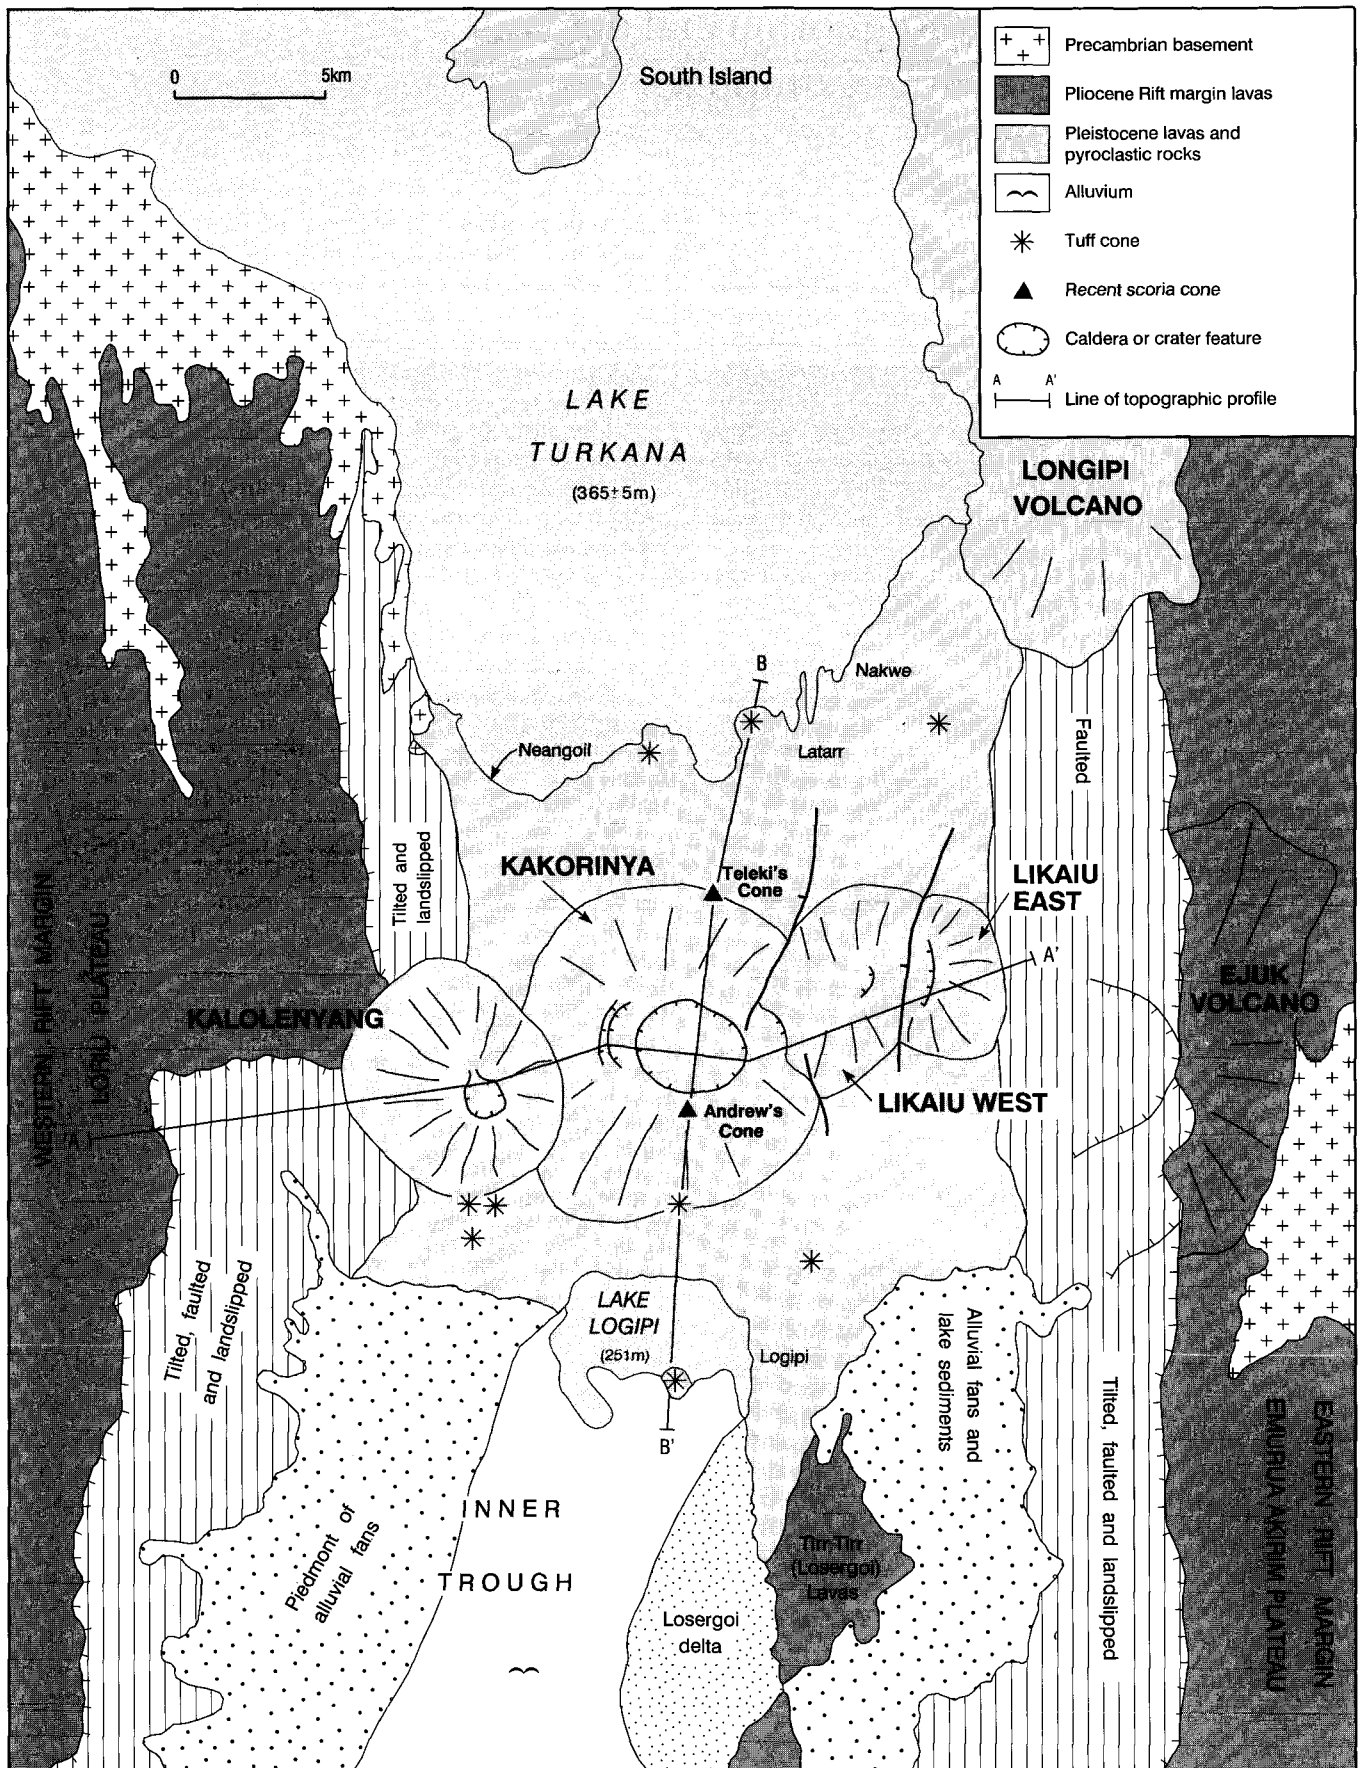 0
5km
South Island
Precambrian basement
Pliocene Rift margin lavas
Pleistocene lavas and
pyroclastic rocks
Alluvium
Tuff cone
Recent scoria cone
Caldera or crater feature
A
A'
Line of topographic profile
LAKE
TURKANA
(365±5m)
LONGIPI
VOLCANO
B
Nakwe
Neangoil
Latarr
Faulted
Tilted and
landslipped
KAKORINYA
Teleki's
Cone
LIKAIU
EAST
A'
EJUK
VOLCANO
WESTERN RIFT MARGIN
LORIU PLATEAU
KALOLENYANG
A
Andrew's
Cone
LIKAIU WEST
Tilted, faulted
and landslipped
LAKE
LOGIPI
(251m)
Logipi
B'
Alluvial fans and
lake sediments
Tilted, faulted and landslipped
EASTERN RIFT MARGIN
EMURUA AKIRIM PLATEAU
Piedmont of
alluvial fans
INNER
TROUGH
Losergoi
delta
Tirr-Tirr
(Losergoi)
Lavas